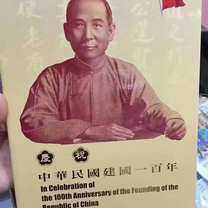 慶祝
中華民國建國一百年
In Celebration of
the 100th Anniversary of the Founding of the
Republic of China